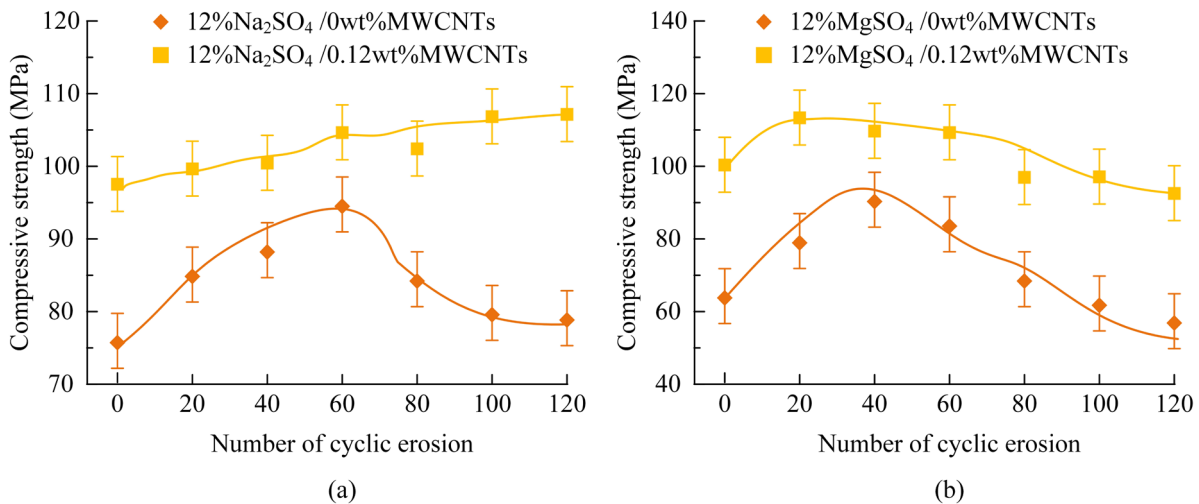 12%Na₂SO₄ /0wt%MWCNTs
12%Na₂SO₄ /0.12wt%MWCNTs
Compressive strength (MPa)
120
110
100
90
80
70
0 20 40 60 80 100 120
Number of cyclic erosion
(a)
12%MgSO₄ /0wt%MWCNTs
12%MgSO₄ /0.12wt%MWCNTs
Compressive strength (MPa)
140
120
100
80
60
40
0 20 40 60 80 100 120
Number of cyclic erosion
(b)